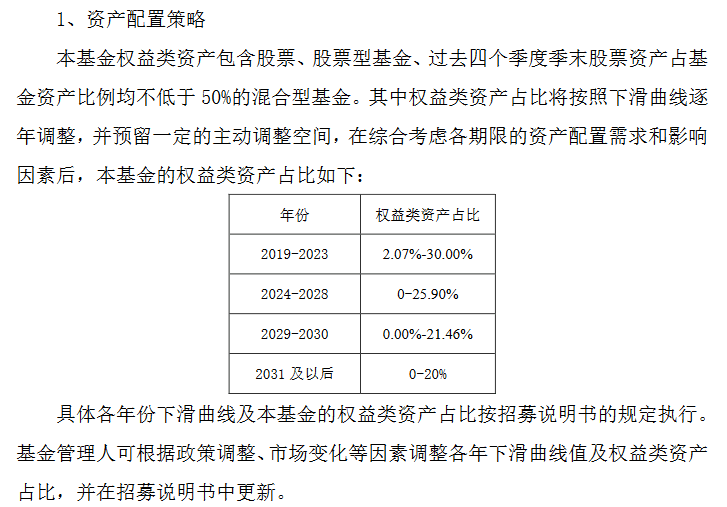 1、资产配置策略
本基金权益类资产包含股票、股票型基金、过去四个季度季末股票资产占基
金资产比例均不低于 50%的混合型基金。其中权益类资产占比将按照下滑曲线逐
年调整，并预留一定的主动调整空间，在综合考虑各期限的资产配置需求和影响
因素后，本基金的权益类资产占比如下：
年份 权益类资产占比
2019-2023 2.07%-30.00%
2024-2028 0-25.90%
2029-2030 0.00%-21.46%
2031 及以后 0-20%
具体各年份下滑曲线及本基金的权益类资产占比按招募说明书的规定执行。
基金管理人可根据政策调整、市场变化等因素调整各年下滑曲线值及权益类资产
占比，并在招募说明书中更新。